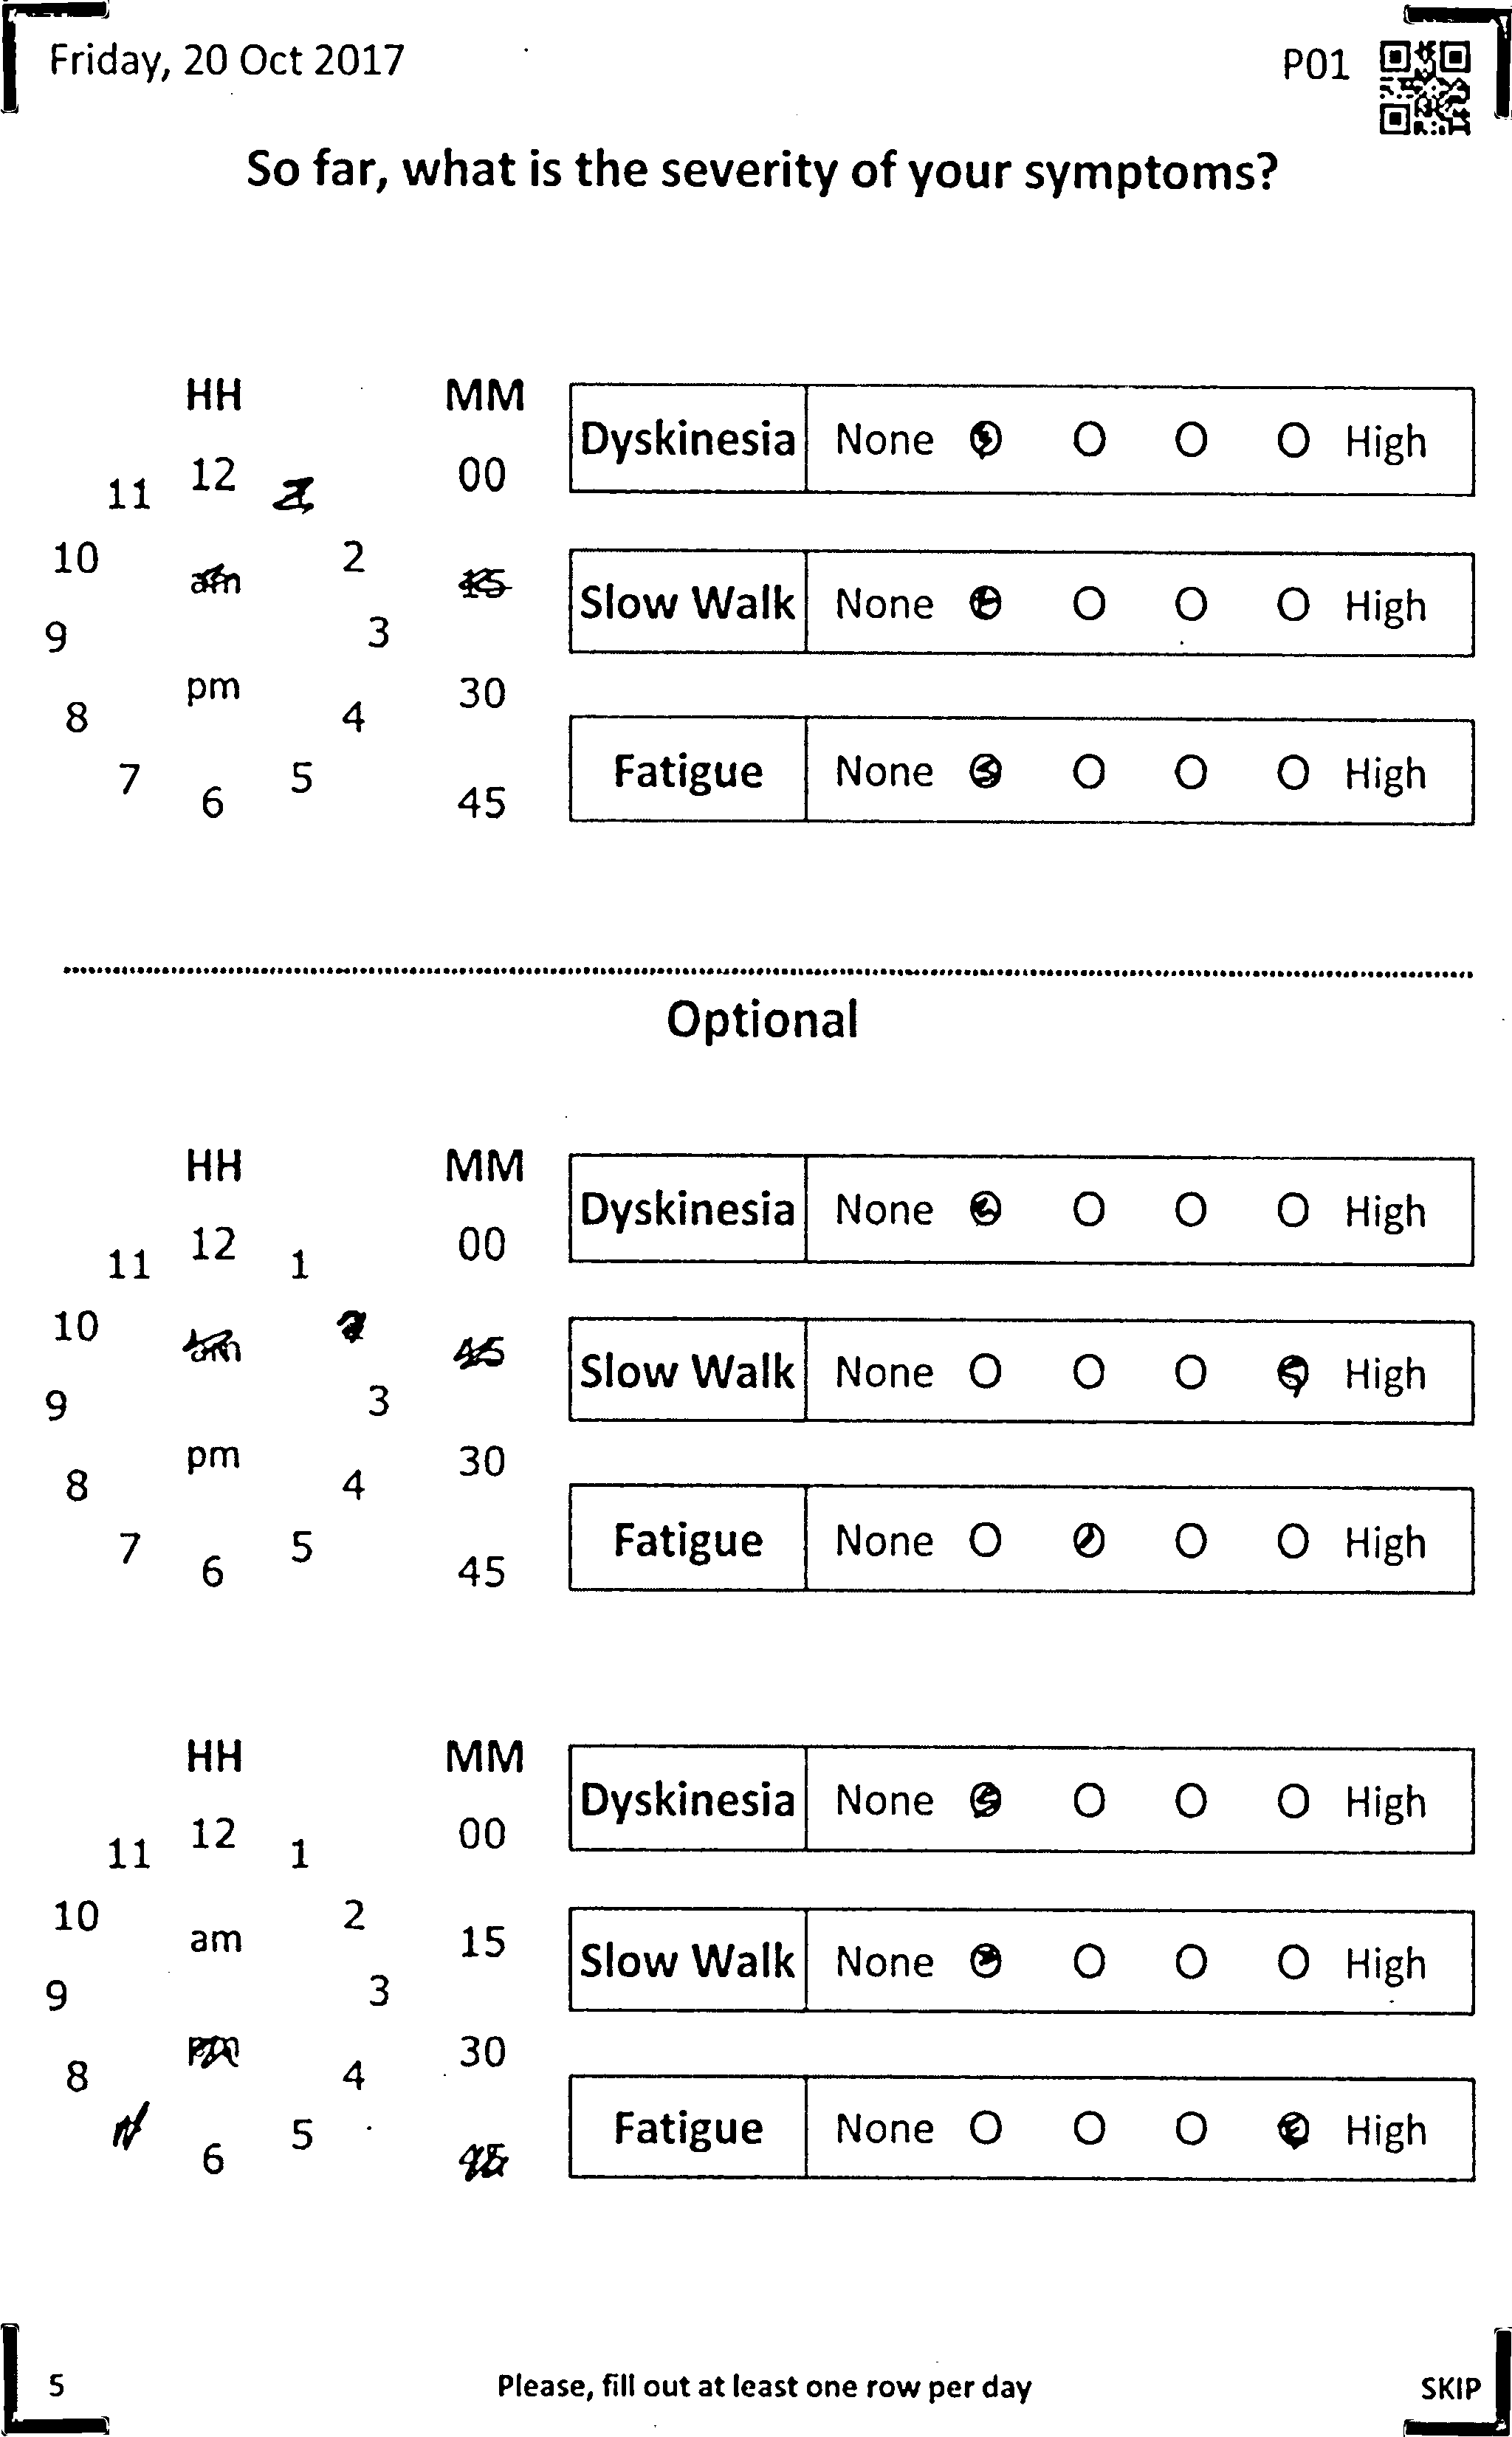 Friday, 20 Oct 2017 P01
So far, what is the severity of your symptoms?
HH MM
11 12 00
10 am 2 15
9 3
pm 30
8 4
7 6 5 45
Dyskinesia None O O O O High
Slow Walk None O O O O High
Fatigue None O O O O High
Optional
HH MM
11 12 1 00
10 am 2 15
9 3
pm 30
8 4
7 6 5 45
Dyskinesia None O O O O High
Slow Walk None O O O O High
Fatigue None O O O O High
HH MM
11 12 1 00
10 am 2 15
9 3
pm 30
8 4
6 5 45
Dyskinesia None O O O O High
Slow Walk None O O O O High
Fatigue None O O O O High
5 Please, fill out at least one row per day SKIP